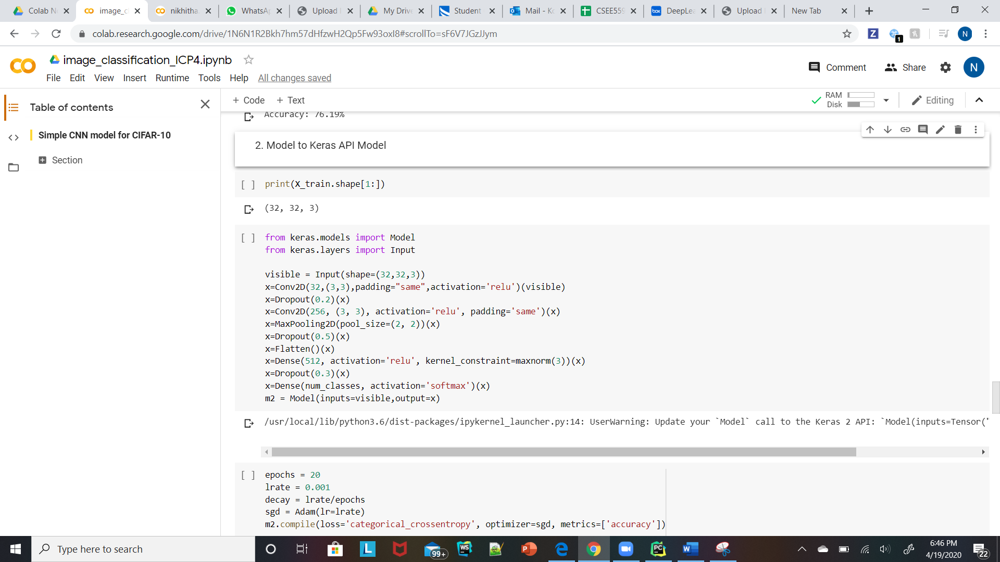 Colab N
image_c
nikhitha.
WhatsAp
Upload
My Drive
Student
Mail - Ko
CSEE559
DeepLea
Upload
New Tab
colab.research.google.com/drive/1N6N1R2Bkh7hm57dHfzwH2Qp5Fw93oxI8#scrollTo=sF6V7JGzJJym
image_classification_ICP4.ipynb
Comment
Share
N
File Edit View Insert Runtime Tools Help All changes saved
Table of contents
+ Code + Text
RAM
Disk
Editing
Simple CNN model for CIFAR-10
Section
Accuracy: 76.19%
2. Model to Keras API Model
[ ] print(X_train.shape[1:])
(32, 32, 3)
[ ] from keras.models import Model
from keras.layers import Input
visible = Input(shape=(32,32,3))
x=Conv2D(32,(3,3),padding="same",activation='relu')(visible)
x=Dropout(0.2)(x)
x=Conv2D(256, (3, 3), activation='relu', padding='same')(x)
x=MaxPooling2D(pool_size=(2, 2))(x)
x=Dropout(0.5)(x)
x=Flatten()(x)
x=Dense(512, activation='relu', kernel_constraint=maxnorm(3))(x)
x=Dropout(0.3)(x)
x=Dense(num_classes, activation='softmax')(x)
m2 = Model(inputs=visible,output=x)
/usr/local/lib/python3.6/dist-packages/ipykernel_launcher.py:14: UserWarning: Update your `Model` call to the Keras 2 API: `Model(inputs=Tensor("
[ ] epochs = 20
lrate = 0.001
decay = lrate/epochs
sgd = Adam(lr=lrate)
m2.compile(loss='categorical_crossentropy', optimizer=sgd, metrics=['accuracy'])
Type here to search
99+
6:46 PM
4/19/2020
22